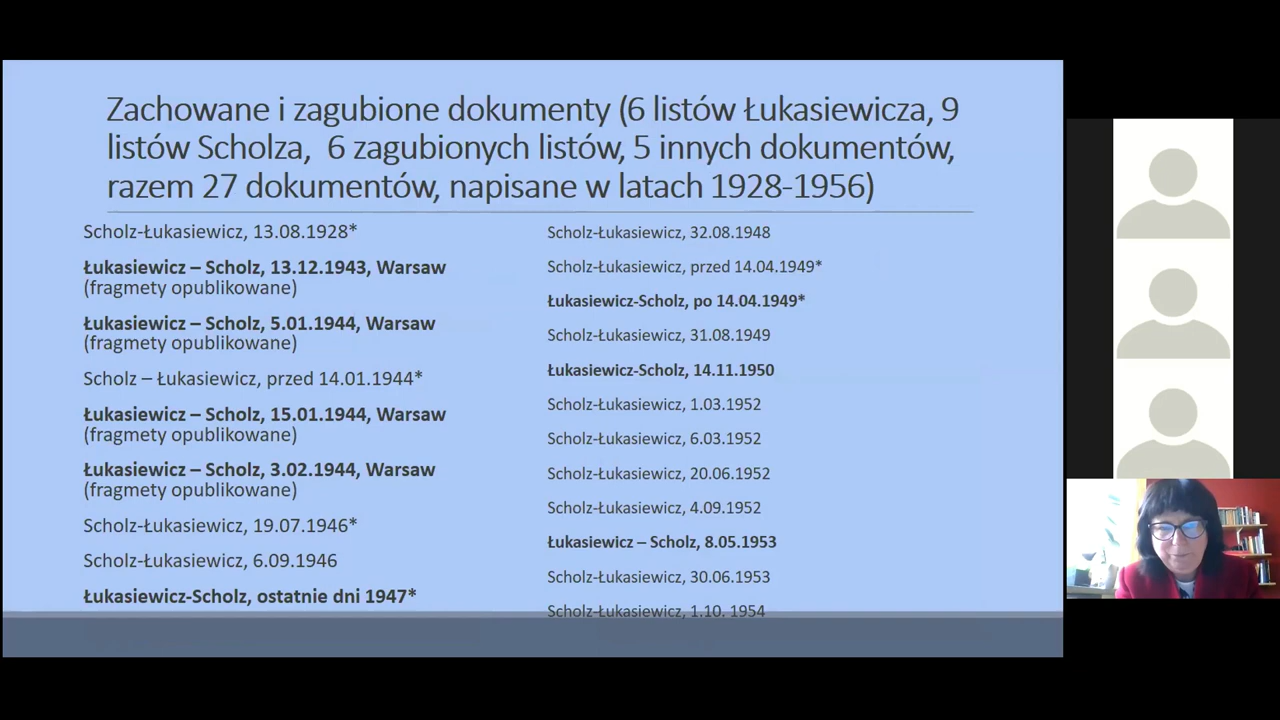 Zachowane i zagubione dokumenty (6 listów Łukasiewicza, 9
listów Scholza,  6 zagubionych listów, 5 innych dokumentów,
razem 27 dokumentów, napisane w latach 1928-1956)
Scholz-Łukasiewicz, 13.08.1928*
Łukasiewicz – Scholz, 13.12.1943, Warsaw
(fragmety opublikowane)
Łukasiewicz – Scholz, 5.01.1944, Warsaw
(fragmety opublikowane)
Scholz – Łukasiewicz, przed 14.01.1944*
Łukasiewicz – Scholz, 15.01.1944, Warsaw
(fragmety opublikowane)
Łukasiewicz – Scholz, 3.02.1944, Warsaw
(fragmety opublikowane)
Scholz-Łukasiewicz, 19.07.1946*
Scholz-Łukasiewicz, 6.09.1946
Łukasiewicz-Scholz, ostatnie dni 1947*
Scholz-Łukasiewicz, 32.08.1948
Scholz-Łukasiewicz, przed 14.04.1949*
Łukasiewicz-Scholz, po 14.04.1949*
Scholz-Łukasiewicz, 31.08.1949
Łukasiewicz-Scholz, 14.11.1950
Scholz-Łukasiewicz, 1.03.1952
Scholz-Łukasiewicz, 6.03.1952
Scholz-Łukasiewicz, 20.06.1952
Scholz-Łukasiewicz, 4.09.1952
Łukasiewicz – Scholz, 8.05.1953
Scholz-Łukasiewicz, 30.06.1953
Scholz-Łukasiewicz, 1.10. 1954